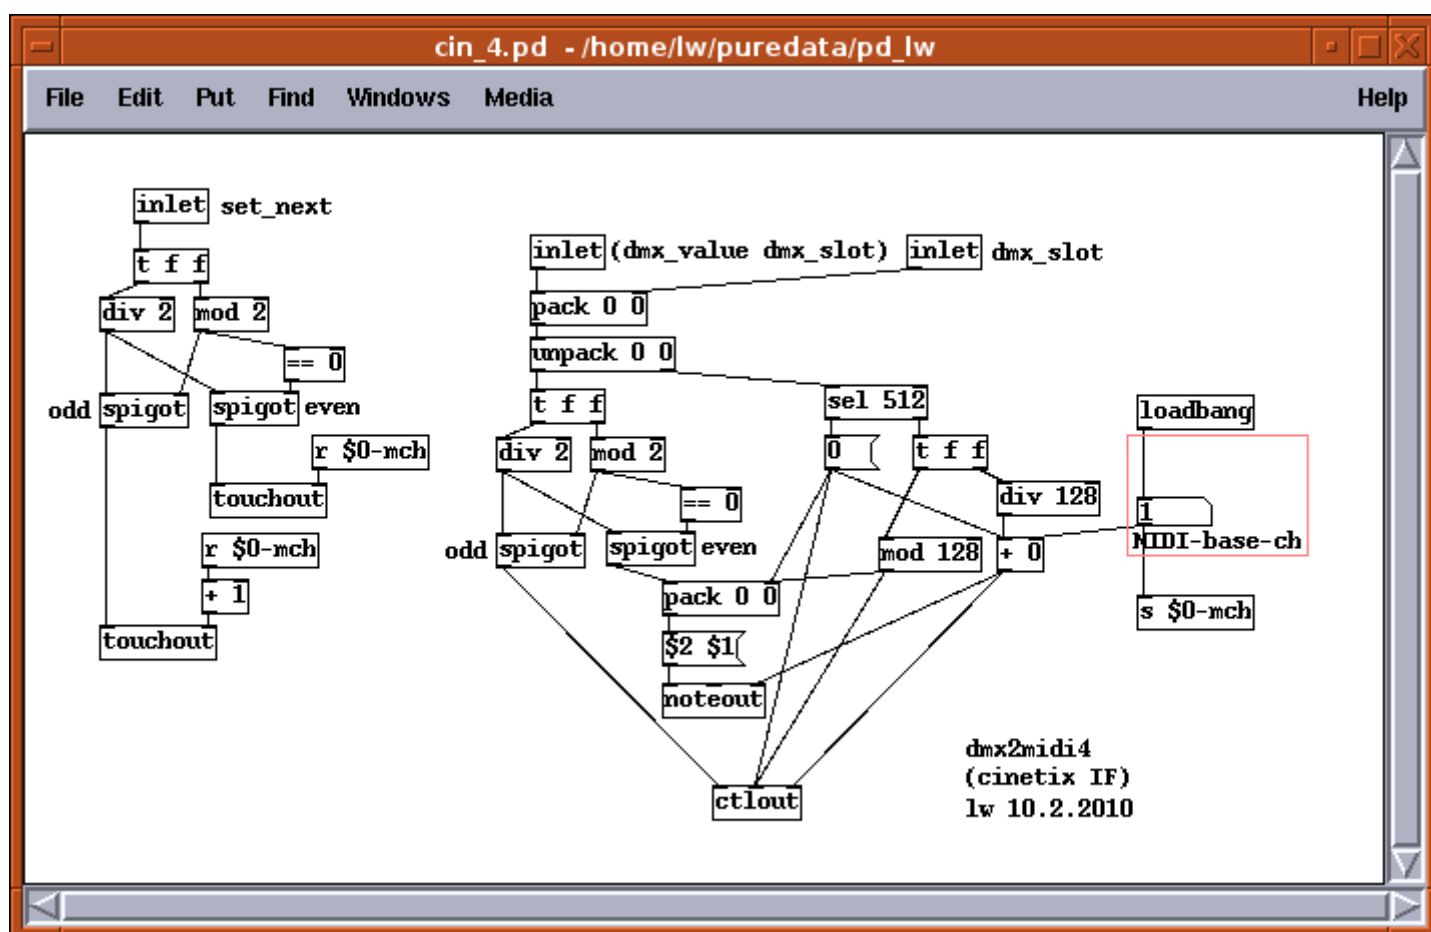 cin_4.pd - /home/lw/puredata/pd_lw
File Edit Put Find Windows Media Help
inlet set_next
t f f
div 2 mod 2
== 0
odd spigot spigot even
r $0-mch
touchout
r $0-mch
+ 1
touchout
inlet (dmx_value dmx_slot) inlet dmx_slot
pack 0 0
unpack 0 0
t f f
sel 512
div 2 mod 2
0 t f f
== 0
div 128
odd spigot spigot even
mod 128 + 0
pack 0 0
$2 $1
noteout
ctlout
loadbang
1
MIDI-base-ch
s $0-mch
dmx2midi4
(cinetix IF)
lw 10.2.2010